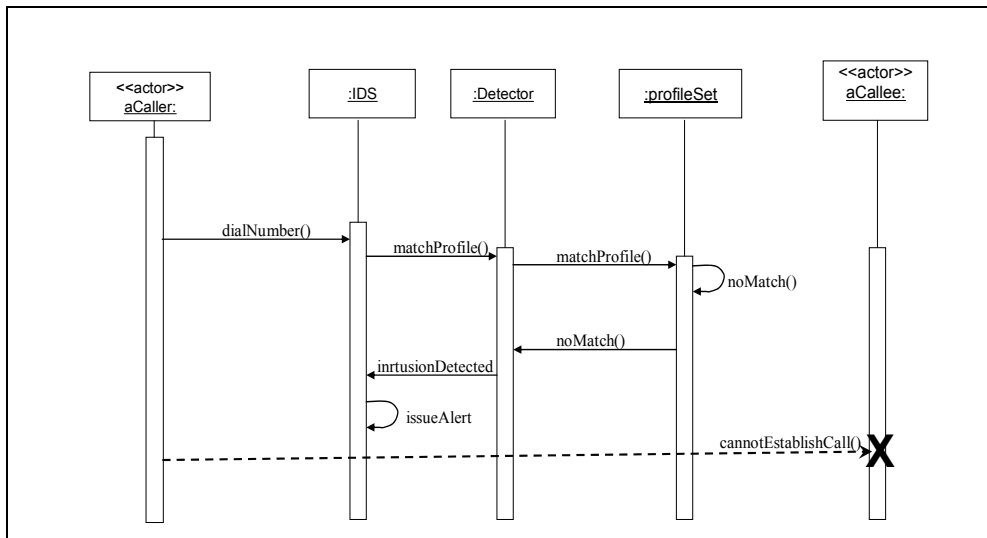 <<actor>>
aCaller:
:IDS
:Detector
:profileSet
<<actor>>
aCallee:
dialNumber()
matchProfile()
matchProfile()
noMatch()
noMatch()
inrtusionDetected
issueAlert
cannotEstablishCall()
X